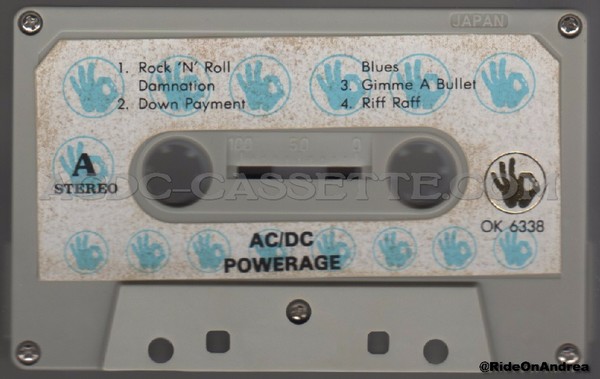 JAPAN
1. Rock 'N' Roll
Damnation
2. Down Payment
Blues
3. Gimme A Bullet
4. Riff Raff
100 50 0
A
STEREO
ACDC-CASSETTE.COM
OK 6338
AC/DC
POWERAGE
@RideOnAndrea